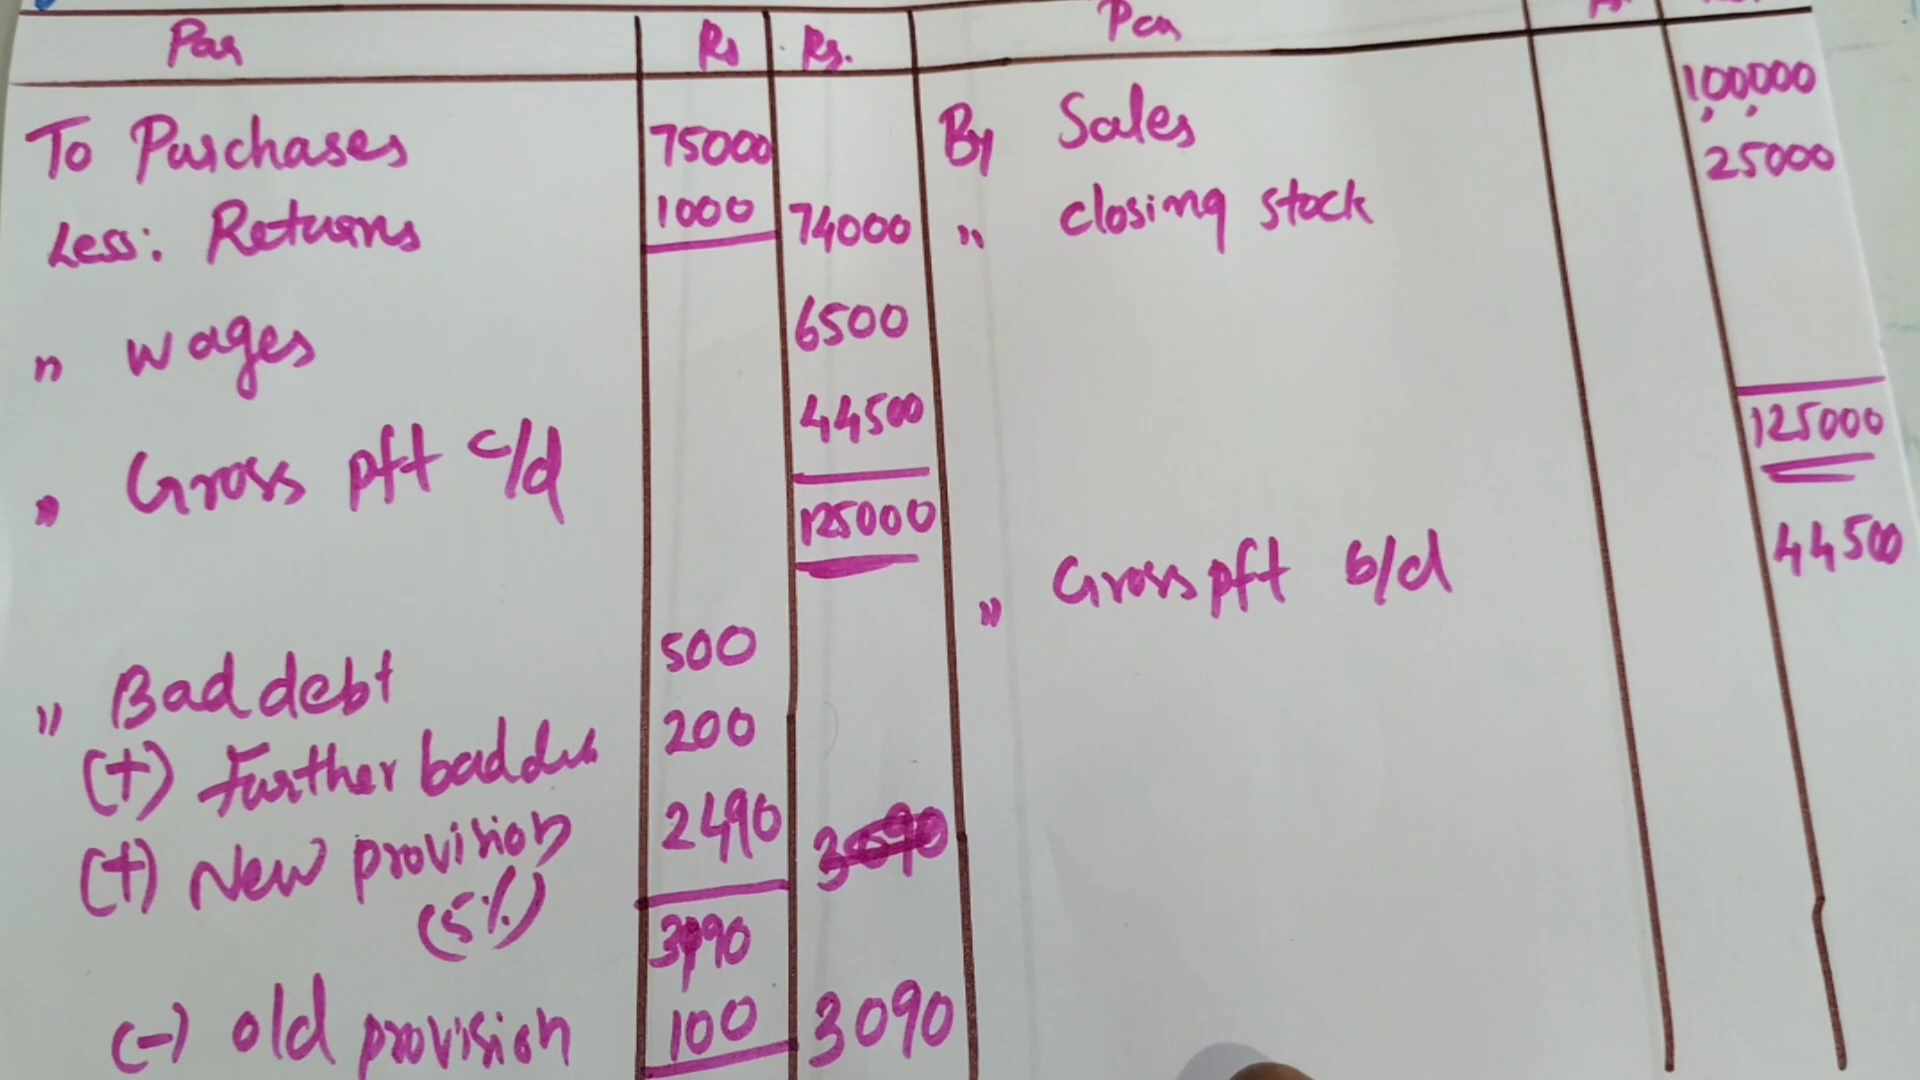 Par Rs Rs. Par
To Purchases 75000 By Sales 100000
Less: Returns 1000 74000 " closing stock 25000
" Wages 6500
" Gross pft c/d 44500
125000 125000
" Gross pft b/d 44500
" Bad debt 500
(+) Further bad 200
(+) New provision 2490 3090
(5%)
(-) old provision 100 3090